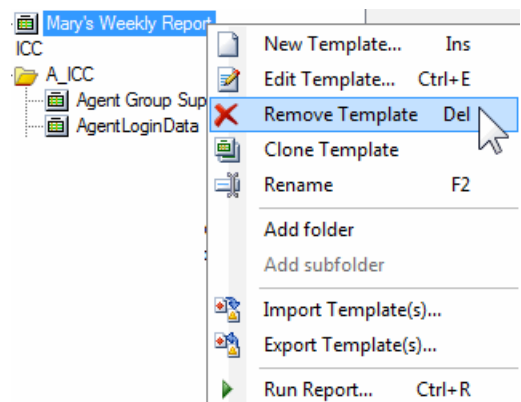 Mary's Weekly Report
ICC
A_ICC
Agent Group Sup
AgentLoginData
New Template... Ins
Edit Template... Ctrl+E
Remove Template Del
Clone Template
Rename F2
Add folder
Add subfolder
Import Template(s)...
Export Template(s)...
Run Report... Ctrl+R